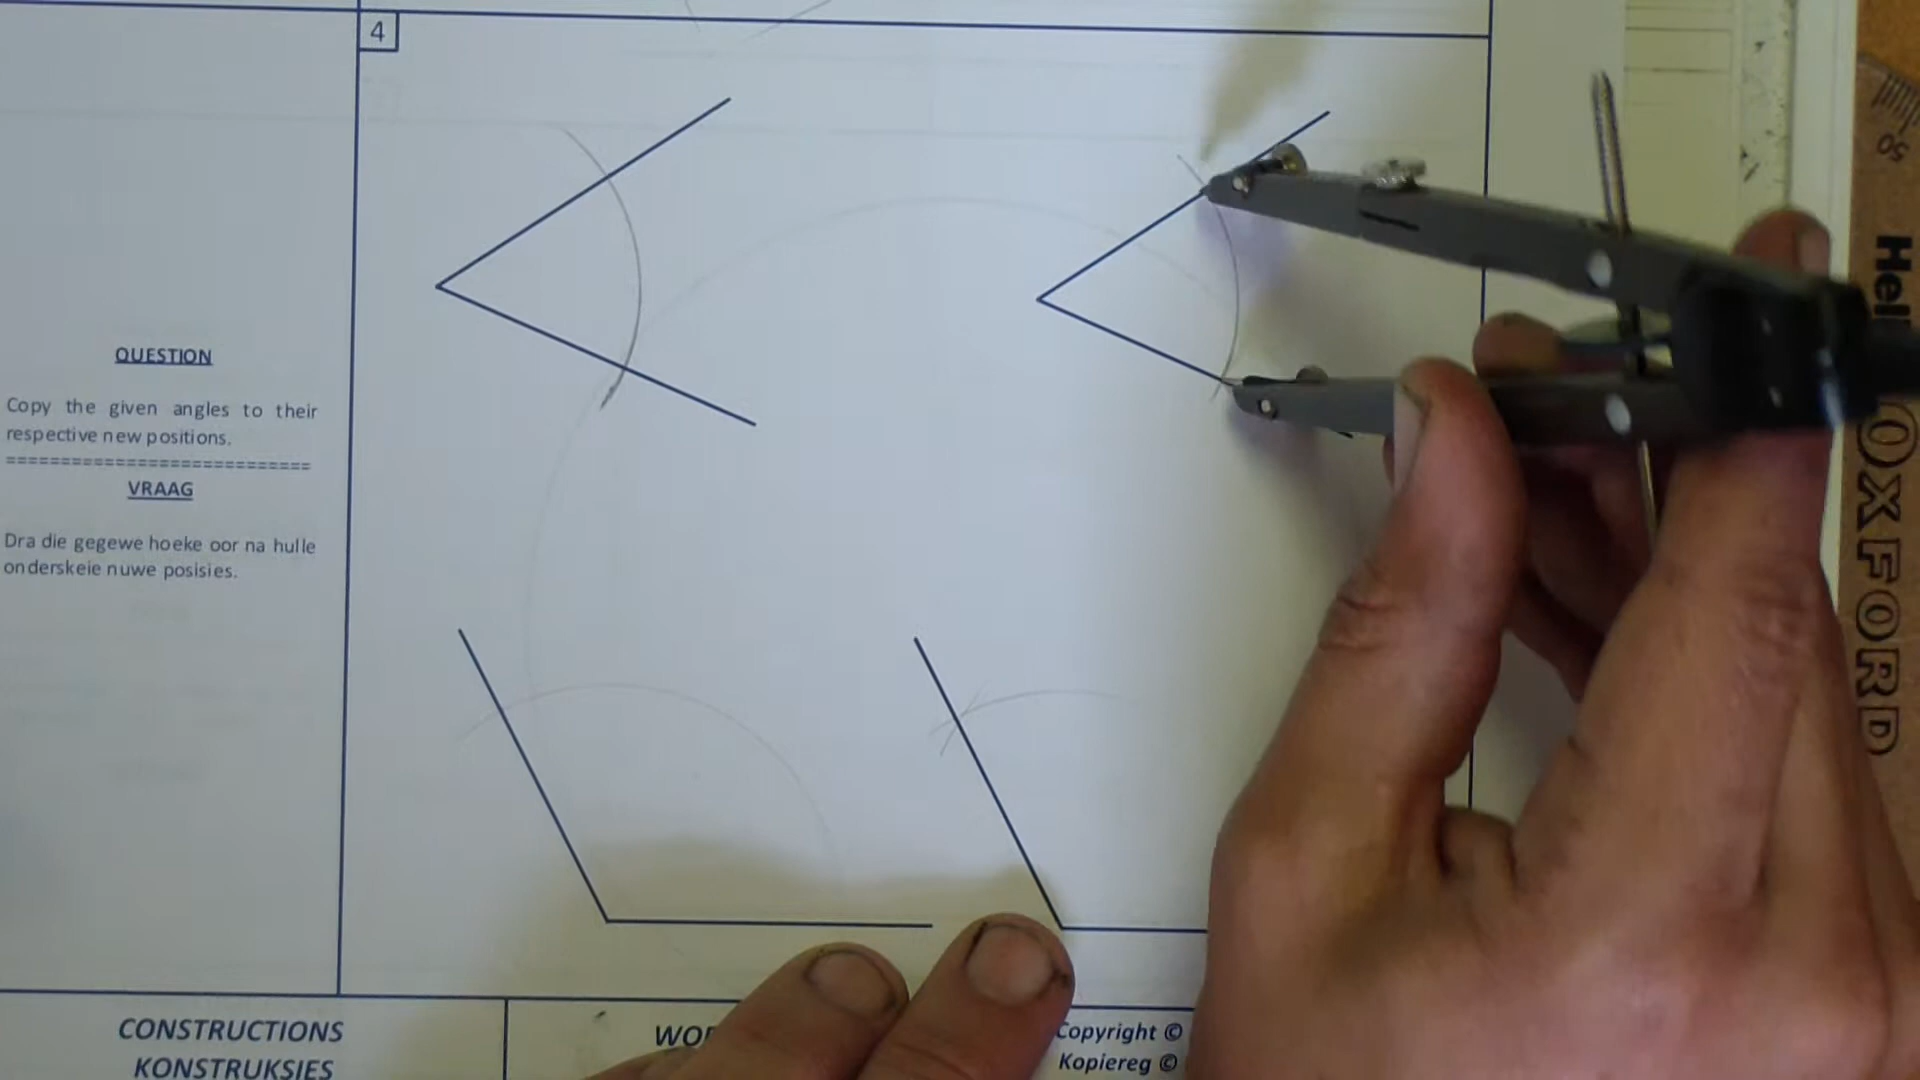 4
QUESTION
Copy the given angles to their
respective new positions.
============================
VRAAG
Dra die gegewe hoeke oor na hulle
onderskeie nuwe posisies.
CONSTRUCTIONS
KONSTRUKSIES
Copyright ©
Kopiereg ©
50
Hel
OXFORD